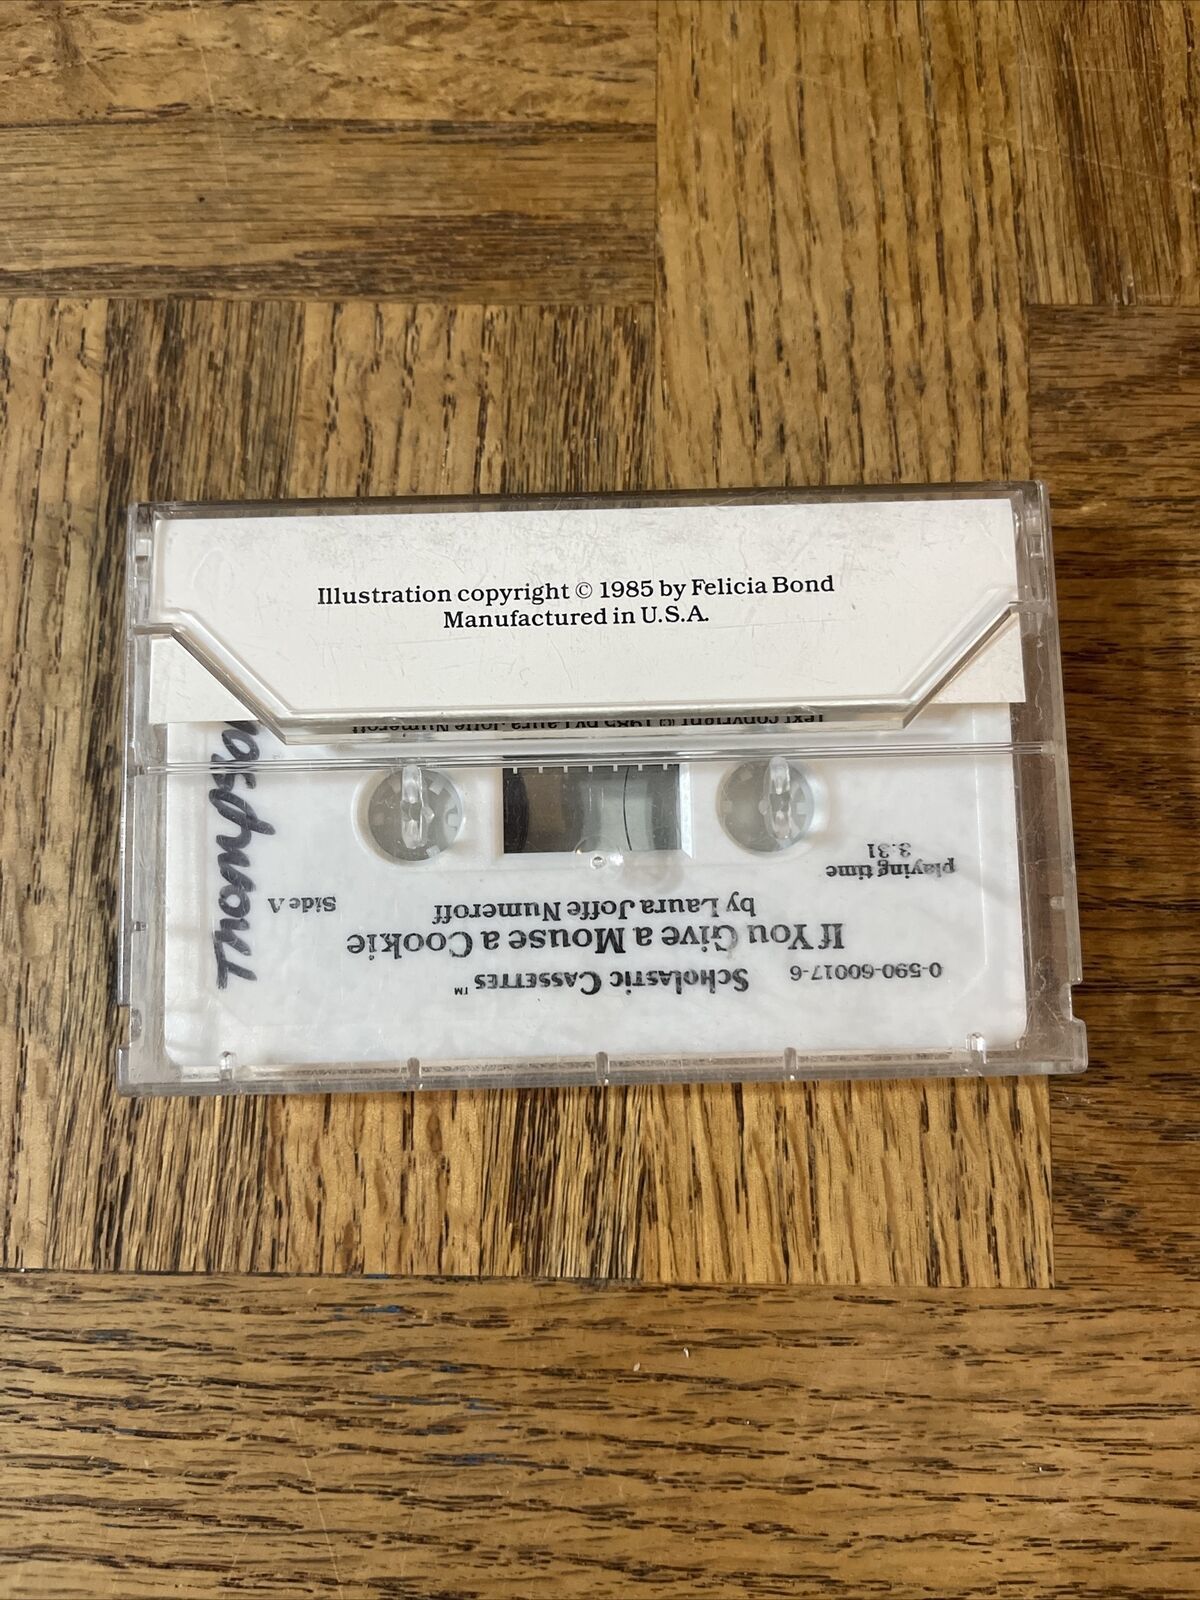 Illustration copyright © 1985 by Felicia Bond
Manufactured in U.S.A.
0-590-60017-6 SCHOLASTIC CASSETTES™
If You Give a Mouse a Cookie
by Laura Joffe Numeroff
Side A
playing time
3:31
Text copyright © 1985 by Laura Joffe Numeroff
Thompson